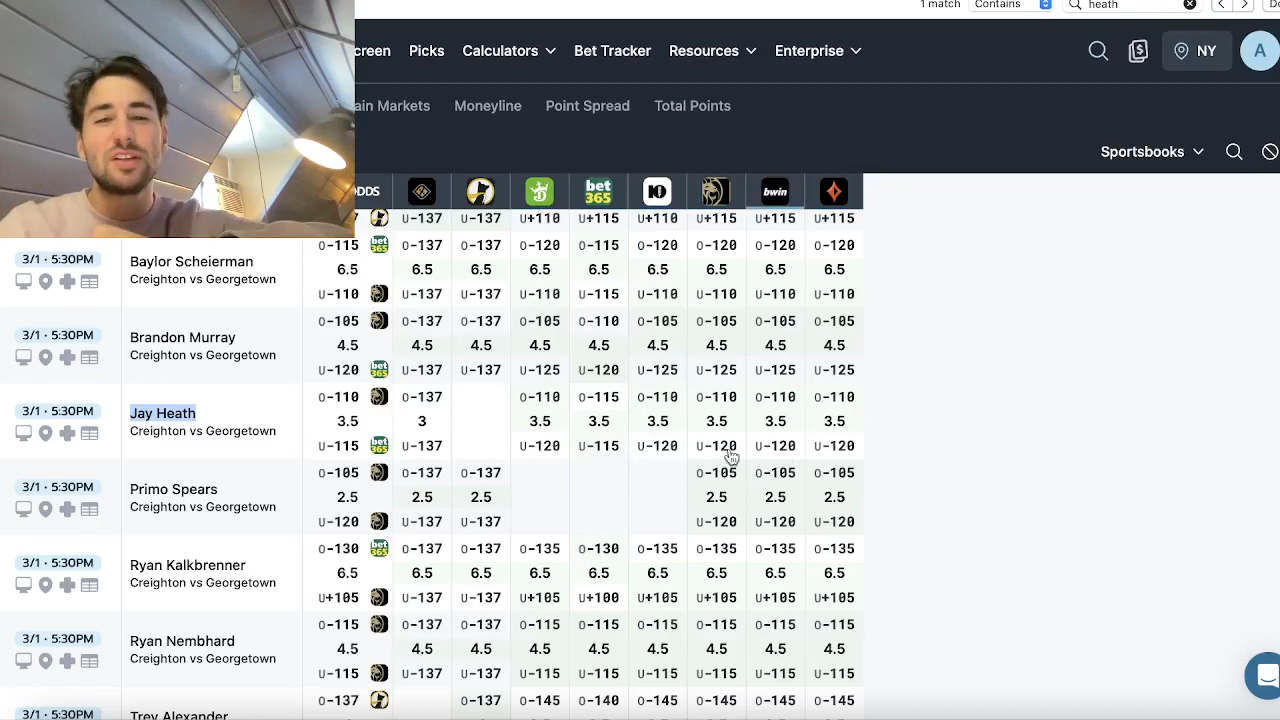 1 match Contains heath
creen Picks Calculators Bet Tracker Resources Enterprise NY A
ain Markets Moneyline Point Spread Total Points
Sportsbooks
ODDS bet365 bwin
U-137 U-137 U+110 U+115 U+110 U+115 U+115 U+115
3/1 · 5:30PM Baylor Scheierman Creighton vs Georgetown
O-115 bet365 O-137 O-137 O-120 O-115 O-120 O-120 O-120 O-120
6.5 6.5 6.5 6.5 6.5 6.5 6.5 6.5 6.5
U-110 U-137 U-137 U-110 U-115 U-110 U-110 U-110 U-110
3/1 · 5:30PM Brandon Murray Creighton vs Georgetown
O-105 O-137 O-137 O-105 O-110 O-105 O-105 O-105 O-105
4.5 4.5 4.5 4.5 4.5 4.5 4.5 4.5 4.5
U-120 bet365 U-137 U-137 U-125 U-120 U-125 U-125 U-125 U-125
3/1 · 5:30PM Jay Heath Creighton vs Georgetown
O-110 O-137 O-110 O-115 O-110 O-110 O-110 O-110
3.5 3 3.5 3.5 3.5 3.5 3.5 3.5
U-115 bet365 U-137 U-120 U-115 U-120 U-120 U-120 U-120
3/1 · 5:30PM Primo Spears Creighton vs Georgetown
O-105 O-137 O-137 O-105 O-105 O-105
2.5 2.5 2.5 2.5 2.5 2.5
U-120 U-137 U-137 U-120 U-120 U-120
3/1 · 5:30PM Ryan Kalkbrenner Creighton vs Georgetown
O-130 bet365 O-137 O-137 O-135 O-130 O-135 O-135 O-135 O-135
6.5 6.5 6.5 6.5 6.5 6.5 6.5 6.5 6.5
U+105 U-137 U-137 U+105 U+100 U+105 U+105 U+105 U+105
3/1 · 5:30PM Ryan Nembhard Creighton vs Georgetown
O-115 O-137 O-137 O-115 O-115 O-115 O-115 O-115 O-115
4.5 4.5 4.5 4.5 4.5 4.5 4.5 4.5 4.5
U-115 U-137 U-137 U-115 U-115 U-115 U-115 U-115 U-115
3/1 · 5:30PM Trey Alexander
O-137 O-137 O-145 O-140 O-145 O-145 O-145 O-145